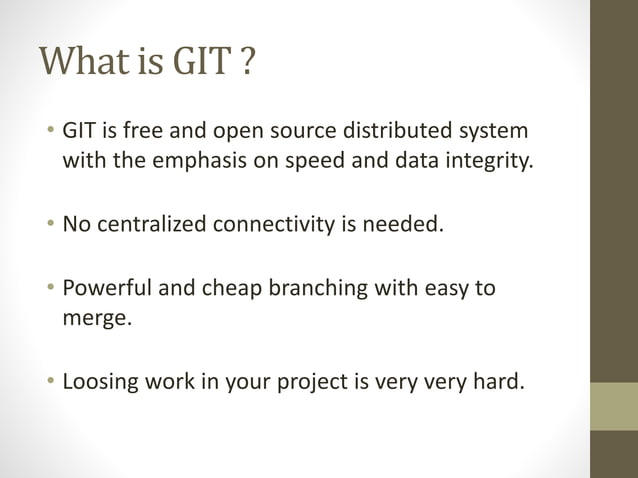 What is GIT ?
• GIT is free and open source distributed system
with the emphasis on speed and data integrity.
• No centralized connectivity is needed.
• Powerful and cheap branching with easy to
merge.
• Loosing work in your project is very very hard.